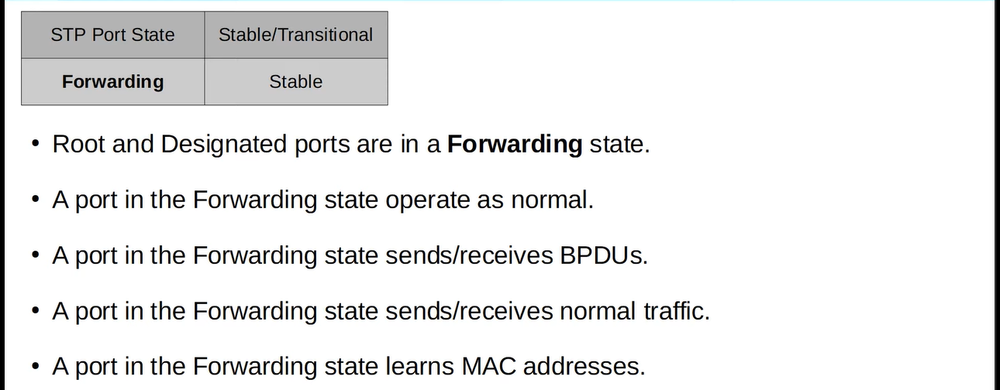 STP Port State Stable/Transitional
Forwarding Stable
• Root and Designated ports are in a Forwarding state.
• A port in the Forwarding state operate as normal.
• A port in the Forwarding state sends/receives BPDUs.
• A port in the Forwarding state sends/receives normal traffic.
• A port in the Forwarding state learns MAC addresses.